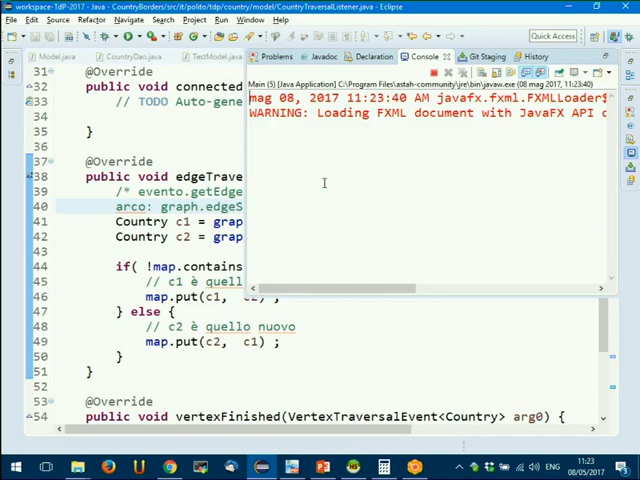 workspace-TdP-2017 - Java - CountryBorders/src/it/polito/tdp/country/model/CountryTraversalListener.java - Eclipse
File Edit Source Refactor Navigate Search Project Run Window Help
Quick Access
Model.java CountryDao.java TestModel.java
Problems Javadoc Declaration Console Git Staging History
Main (5) [Java Application] C:\Program Files\astah-community\jre\bin\javaw.exe (08 mag 2017, 11:23:40)
mag 08, 2017 11:23:40 AM javafx.fxml.FXMLLoader$
WARNING: Loading FXML document with JavaFX API
31 @Override
32 public void connected
33 // TODO Auto-gene
34
35 }
36
37 @Override
38 public void edgeTrave
39 /* evento.getEdge
40 arco: graph.edgeS
41 Country c1 = grap
42 Country c2 = grap
43
44 if( !map.contains
45 // c1 è quell
46 map.put(c1, c2) ;
47 } else {
48 // c2 è quello nuovo
49 map.put(c2, c1) ;
50 }
51 }
52
53 @Override
54 public void vertexFinished(VertexTraversalEvent<Country> arg0) {
ENG
11:23
08/05/2017